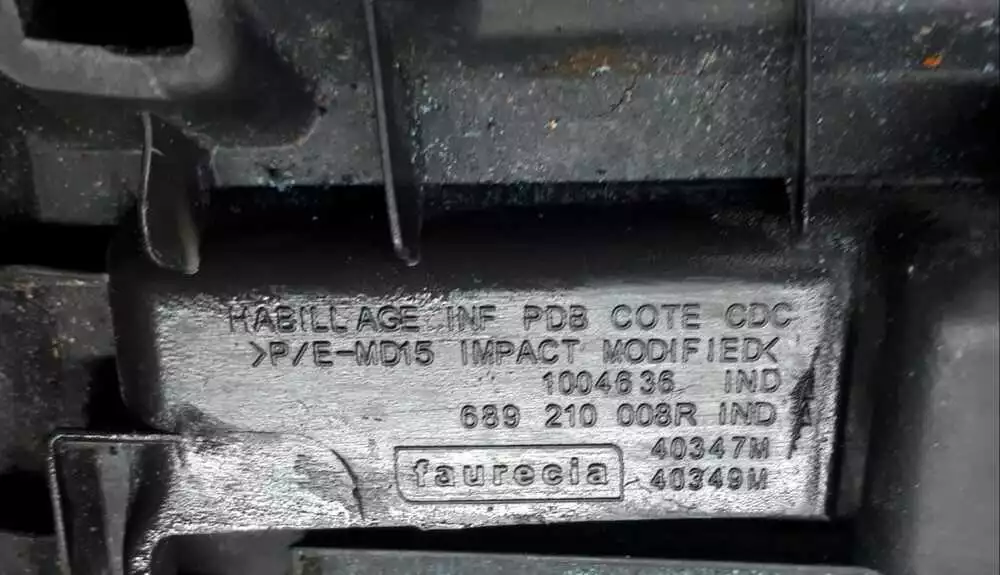 HABILLAGE INF PDB COTE CDC
>P/E-MD15 IMPACT MODIFIED<
1004636 IND
689 210 008R IND A
40347M
faurecia
40349M